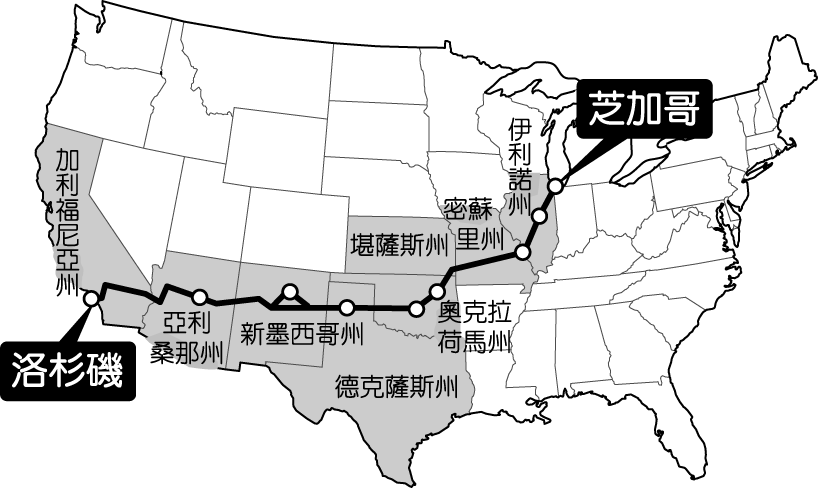 芝加哥
伊利諾州
加利福尼亞州
密蘇
里州
堪薩斯州
奧克拉
荷馬州
亞利
桑那州
新墨西哥州
洛杉磯
德克薩斯州